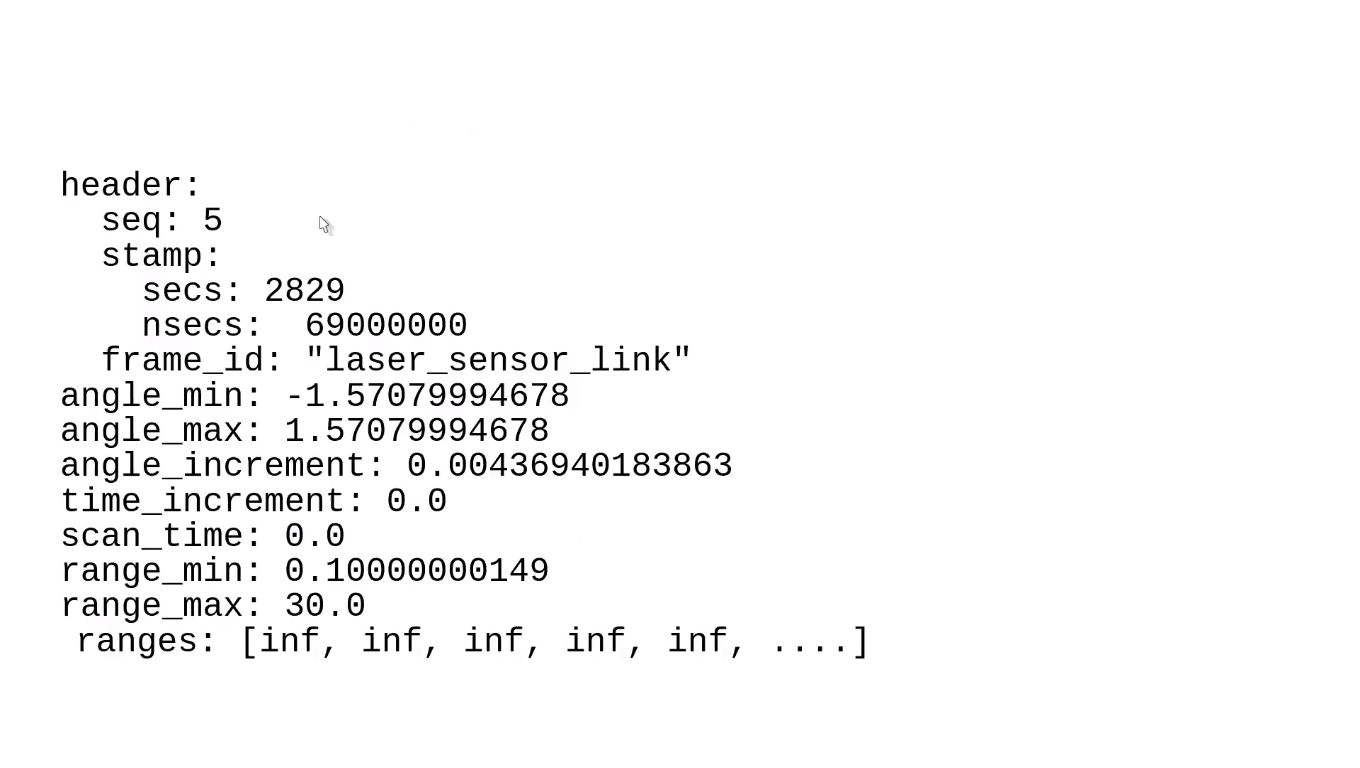 header:
  seq: 5
  stamp:
    secs: 2829
    nsecs:  69000000
  frame_id: "laser_sensor_link"
angle_min: -1.57079994678
angle_max: 1.57079994678
angle_increment: 0.00436940183863
time_increment: 0.0
scan_time: 0.0
range_min: 0.10000000149
range_max: 30.0
 ranges: [inf, inf, inf, inf, inf, ....]